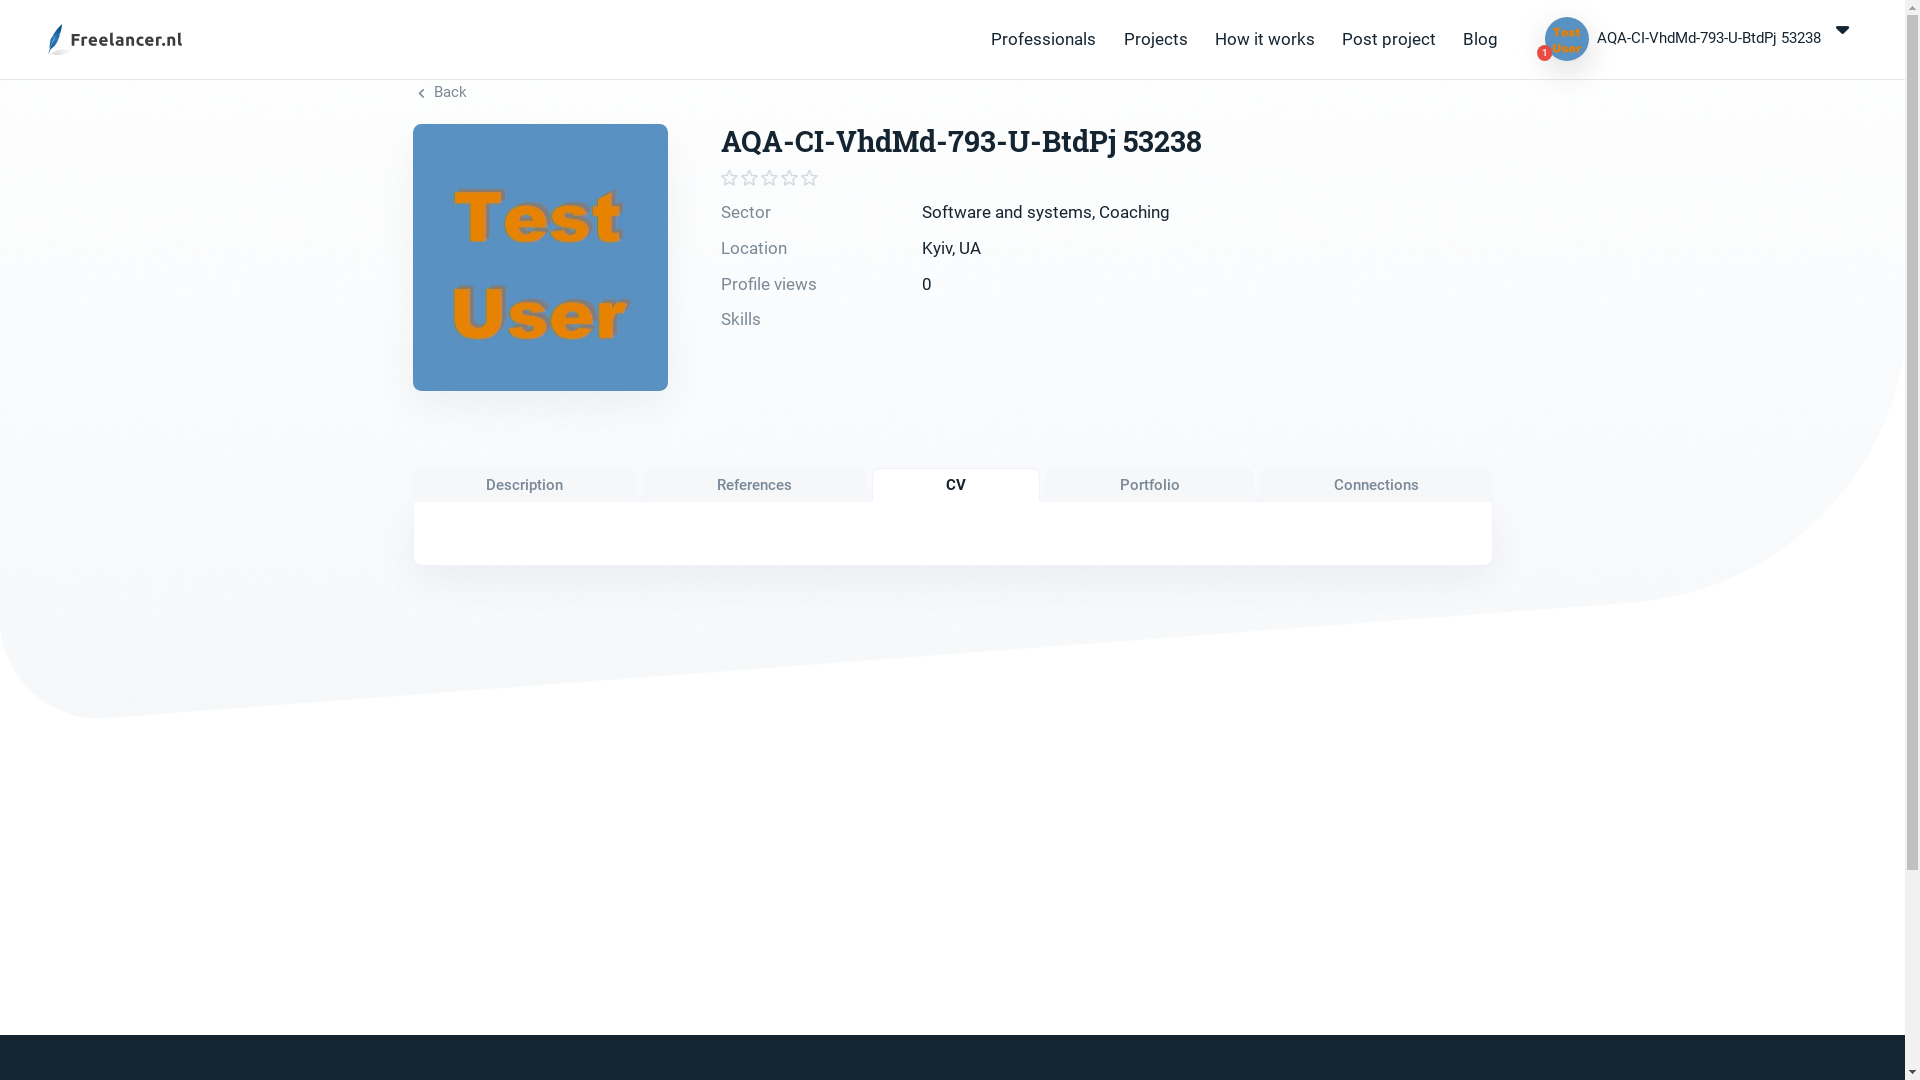 Freelancer.nl
Professionals
Projects
How it works
Post project
Blog
Test
User
1
AQA-CI-VhdMd-793-U-BtdPj 53238
Back
Test
User
AQA-CI-VhdMd-793-U-BtdPj 53238
Sector
Software and systems, Coaching
Location
Kyiv, UA
Profile views
0
Skills
Description
References
CV
Portfolio
Connections